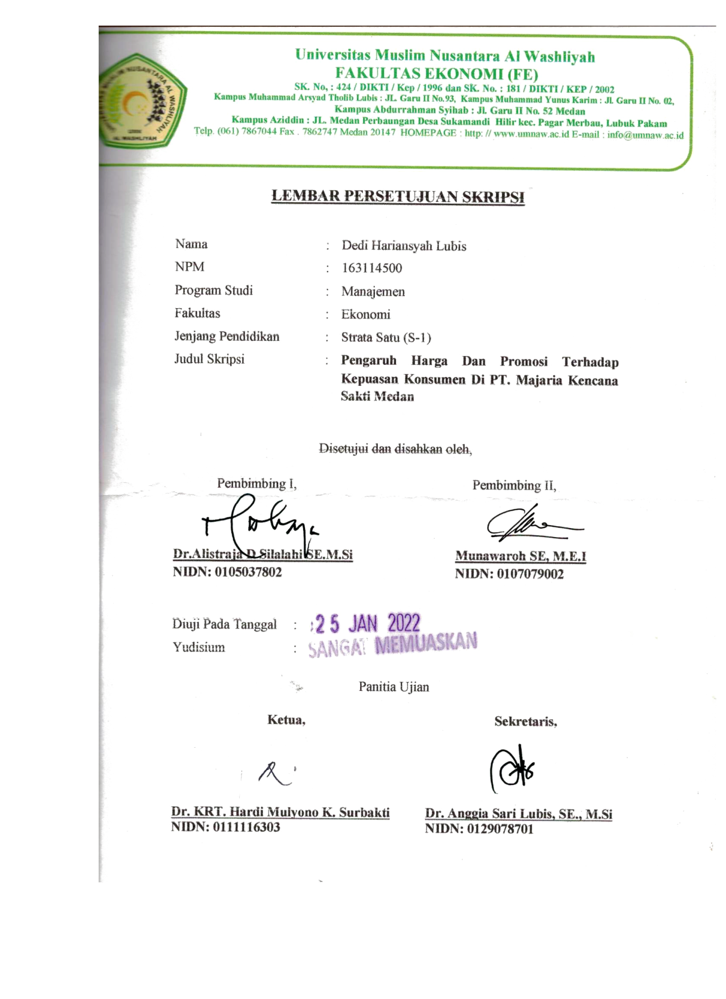 Universitas Muslim Nusantara Al Washliyah
FAKULTAS EKONOMI (FE)
SK. No, : 424 / DIKTI / Kep / 1996 dan SK. No. : 181 / DIKTI / KEP / 2002
Kampus Muhammad Arsyad Tholib Lubis : JL. Garu II No.93, Kampus Muhammad Yunus Karim : Jl. Garu II No. 02,
Kampus Abdurrahman Syihab : Jl. Garu II No. 52 Medan
Kampus Aziddin : JL. Medan Perbaungan Desa Sukamandi Hilir kec. Pagar Merbau, Lubuk Pakam
Telp. (061) 7867044 Fax . 7862747 Medan 20147 HOMEPAGE : http: // www.umnaw.ac.id E-mail : info@umnaw.ac.id
MUSLIM NUSANTARA AL WASHLIYAH
AL WASHLIYAH
LEMBAR PERSETUJUAN SKRIPSI
Nama : Dedi Hariansyah Lubis
NPM : 163114500
Program Studi : Manajemen
Fakultas : Ekonomi
Jenjang Pendidikan : Strata Satu (S-1)
Judul Skripsi : Pengaruh Harga Dan Promosi Terhadap
Kepuasan Konsumen Di PT. Majaria Kencana
Sakti Medan
Disetujui dan disahkan oleh,
Pembimbing I, Pembimbing II,
Dr.Alistraja D Silalahi SE.M.Si Munawaroh SE, M.E.I
NIDN: 0105037802 NIDN: 0107079002
Diuji Pada Tanggal : 25 JAN 2022
Yudisium : SANGAT MEMUASKAN
Panitia Ujian
Ketua, Sekretaris,
Dr. KRT. Hardi Mulyono K. Surbakti Dr. Anggia Sari Lubis, SE., M.Si
NIDN: 0111116303 NIDN: 0129078701